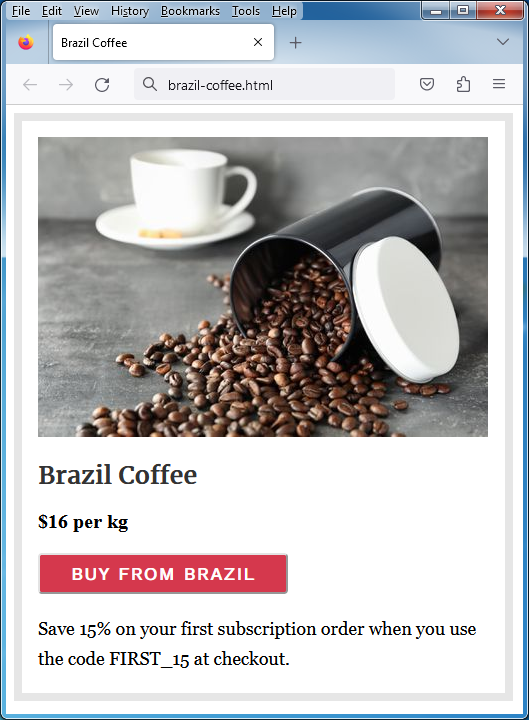 File Edit View History Bookmarks Tools Help
Brazil Coffee
brazil-coffee.html
Brazil Coffee
$16 per kg
BUY FROM BRAZIL
Save 15% on your first subscription order when you use
the code FIRST_15 at checkout.